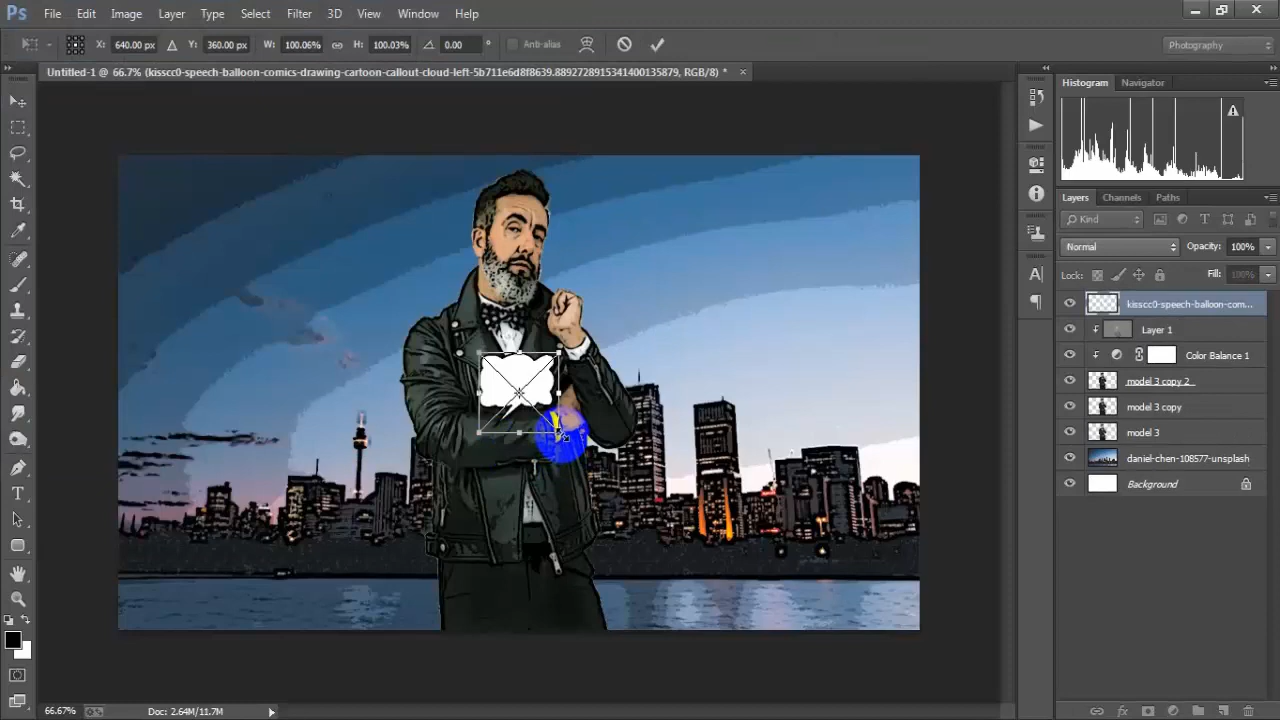 Ps File Edit Image Layer Type Select Filter 3D View Window Help
X: 640.00 px Y: 360.00 px W: 100.06% H: 100.03% 0.00 ° Anti-alias Photography
Untitled-1 @ 66.7% (kisscc0-speech-balloon-comics-drawing-cartoon-callout-cloud-left-5b711e6d8f8639.8892728915341400135879, RGB/8) *
Histogram Navigator
Layers Channels Paths
Kind
Normal Opacity: 100%
Lock: Fill: 100%
kisscc0-speech-balloon-com...
Layer 1
Color Balance 1
model 3 copy 2
model 3 copy
model 3
daniel-chen-108577-unsplash
Background
66.67% Doc: 2.64M/11.7M